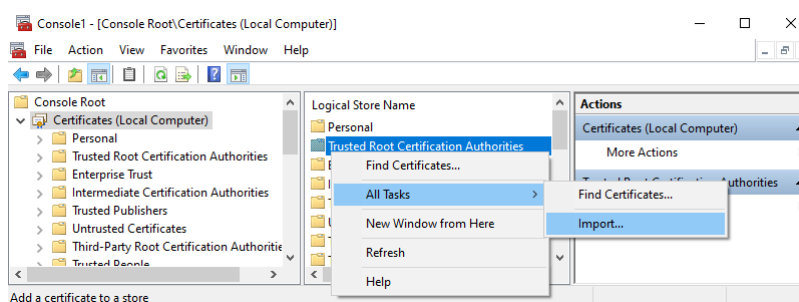 Console1 - [Console Root\Certificates (Local Computer)]
File Action View Favorites Window Help
Console Root
Certificates (Local Computer)
Personal
Trusted Root Certification Authorities
Enterprise Trust
Intermediate Certification Authorities
Trusted Publishers
Untrusted Certificates
Third-Party Root Certification Authoritie
Trusted People
Logical Store Name
Personal
Trusted Root Certification Authorities
Find Certificates...
All Tasks
New Window from Here
Refresh
Help
Find Certificates...
Import...
Actions
Certificates (Local Computer)
More Actions
Authorities
Add a certificate to a store